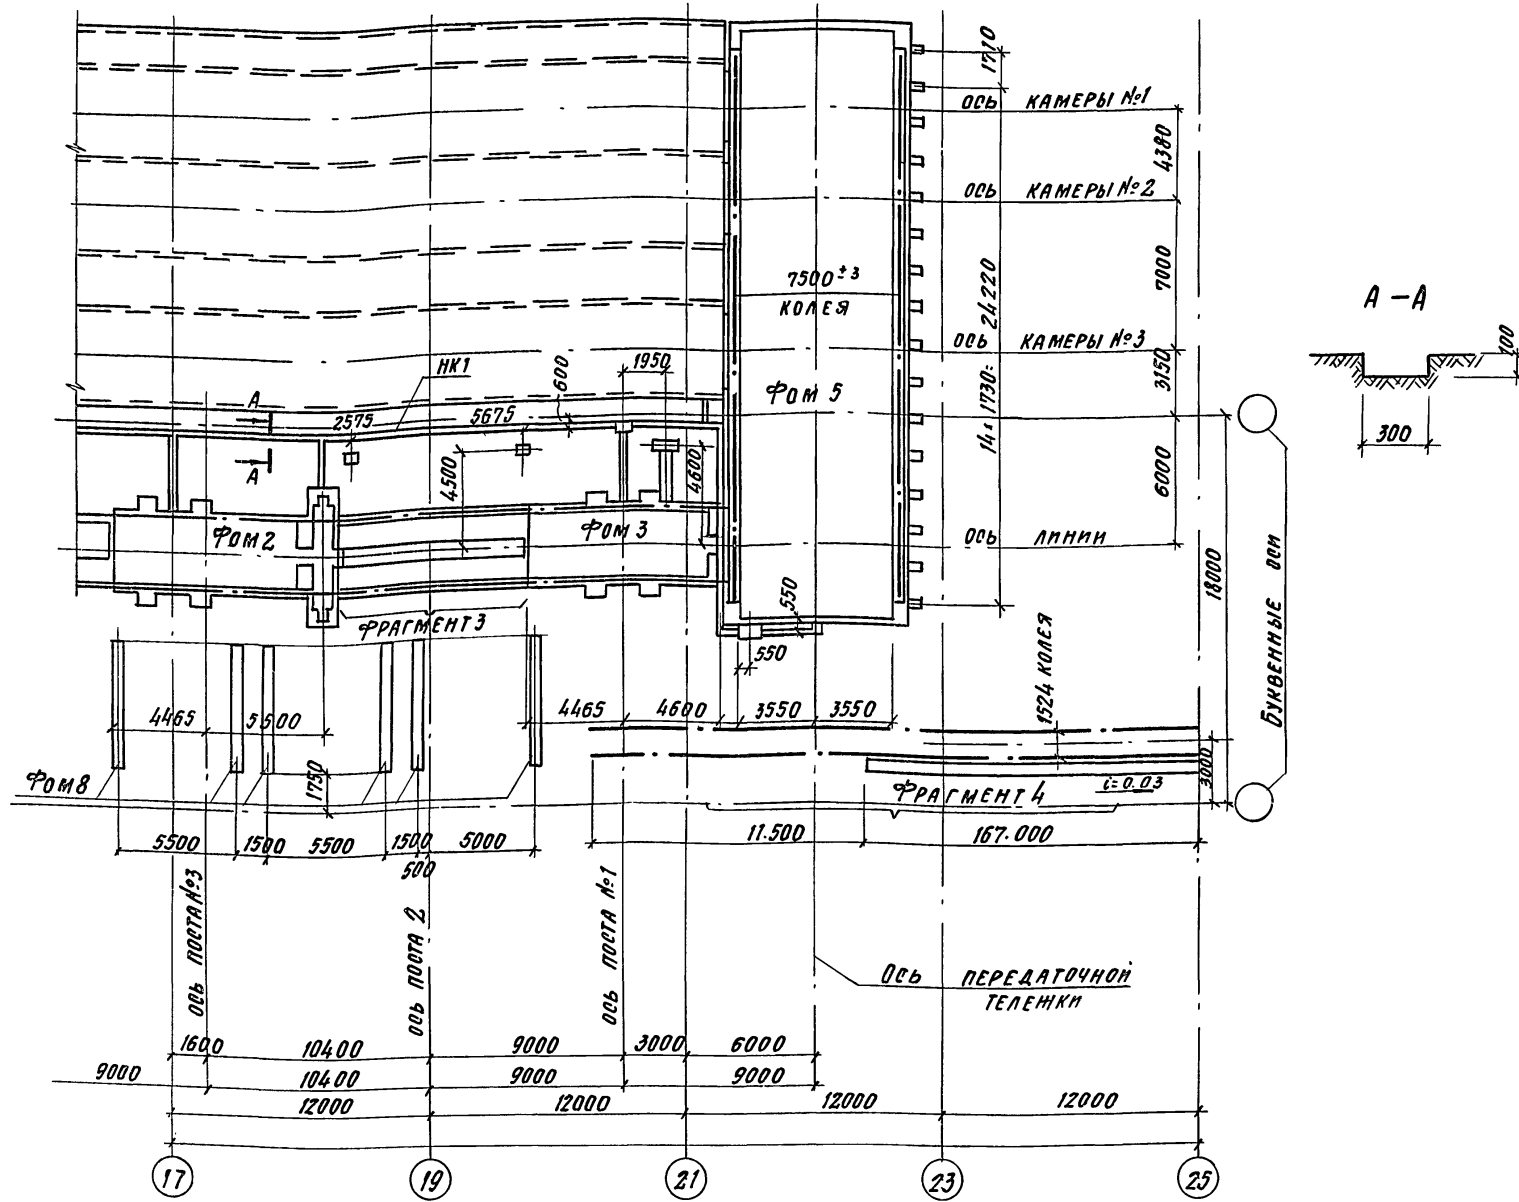 1710
ОСЬ КАМЕРЫ №1
4380
ОСЬ КАМЕРЫ №2
7000
7500±3
КОЛЕЯ
14×1730=24220
А – А
100
300
ОСЬ КАМЕРЫ №3
3150
НК1
600
1950
Фом 5
А
2575
5675
А
4500
4600
6000
Фом 2
Фом 3
ОСЬ ЛИНИИ
18000
БУКВЕННЫЕ ОСИ
ФРАГМЕНТ 3
550
550
1524 КОЛЕЯ
4465
5500
4465
4600
3550
3550
3000
Фом 8
1750
ФРАГМЕНТ 4
i=0.03
5500
1500
5500
1500
500
5000
11.500
167.000
ОСЬ ПОСТА №3
ОСЬ ПОСТА 2
ОСЬ ПОСТА №1
ОСЬ ПЕРЕДАТОЧНОЙ
ТЕЛЕЖКИ
1600
10400
9000
3000
6000
9000
10400
9000
9000
12000
12000
12000
12000
17
19
21
23
25